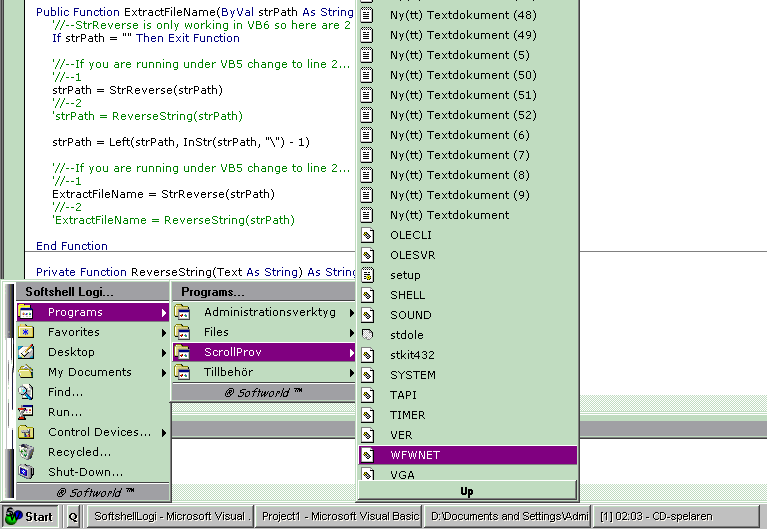 Public Function ExtractFileName(ByVal strPath As String
'//--StrReverse is only working in VB6 so here are 2
If strPath = "" Then Exit Function
'//--If you are running under VB5 change to line 2...
'//--1
strPath = StrReverse(strPath)
'//--2
'strPath = ReverseString(strPath)
strPath = Left(strPath, InStr(strPath, "\") - 1)
'//--If you are running under VB5 change to line 2...
'//--1
ExtractFileName = StrReverse(strPath)
'//--2
'ExtractFileName = ReverseString(strPath)
End Function
Private Function ReverseString(Text As String) As String
Softshell Logi...
Programs
Favorites
Desktop
My Documents
Find...
Run...
Control Devices...
Recycled...
Shut-Down...
® Softworld ™
Programs...
Administrationsverktyg
Files
ScrollProv
Tillbehör
® Softworld ™
Ny(tt) Textdokument (48)
Ny(tt) Textdokument (49)
Ny(tt) Textdokument (5)
Ny(tt) Textdokument (50)
Ny(tt) Textdokument (51)
Ny(tt) Textdokument (52)
Ny(tt) Textdokument (6)
Ny(tt) Textdokument (7)
Ny(tt) Textdokument (8)
Ny(tt) Textdokument (9)
Ny(tt) Textdokument
OLECLI
OLESVR
setup
SHELL
SOUND
stdole
stkit432
SYSTEM
TAPI
TIMER
VER
WFWNET
VGA
Up
Start
Q
SoftshellLogi - Microsoft Visual .
Project1 - Microsoft Visual Basic
D:\Documents and Settings\Admi
[1] 02:03 - CD-spelaren